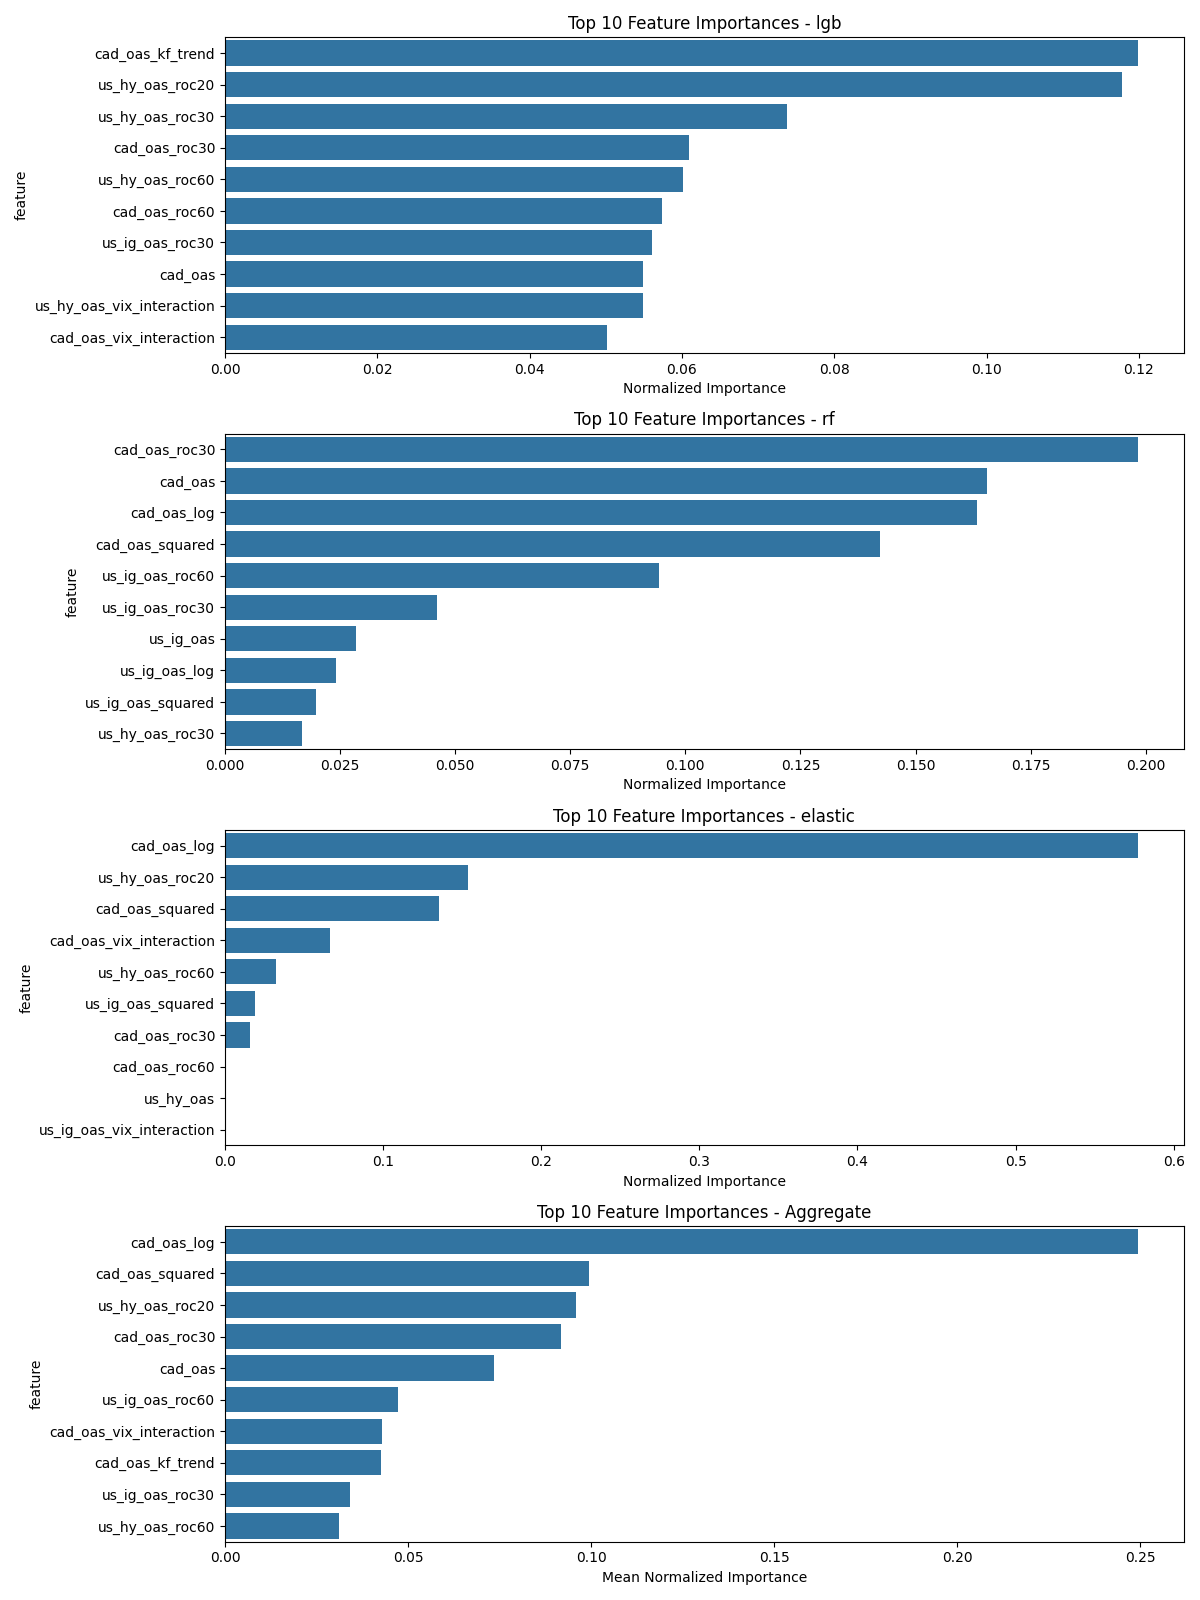 Top 10 Feature Importances - lgb
feature
cad_oas_kf_trend
us_hy_oas_roc20
us_hy_oas_roc30
cad_oas_roc30
us_hy_oas_roc60
cad_oas_roc60
us_ig_oas_roc30
cad_oas
us_hy_oas_vix_interaction
cad_oas_vix_interaction
0.00 0.02 0.04 0.06 0.08 0.10 0.12
Normalized Importance
Top 10 Feature Importances - rf
feature
cad_oas_roc30
cad_oas
cad_oas_log
cad_oas_squared
us_ig_oas_roc60
us_ig_oas_roc30
us_ig_oas
us_ig_oas_log
us_ig_oas_squared
us_hy_oas_roc30
0.000 0.025 0.050 0.075 0.100 0.125 0.150 0.175 0.200
Normalized Importance
Top 10 Feature Importances - elastic
feature
cad_oas_log
us_hy_oas_roc20
cad_oas_squared
cad_oas_vix_interaction
us_hy_oas_roc60
us_ig_oas_squared
cad_oas_roc30
cad_oas_roc60
us_hy_oas
us_ig_oas_vix_interaction
0.0 0.1 0.2 0.3 0.4 0.5 0.6
Normalized Importance
Top 10 Feature Importances - Aggregate
feature
cad_oas_log
cad_oas_squared
us_hy_oas_roc20
cad_oas_roc30
cad_oas
us_ig_oas_roc60
cad_oas_vix_interaction
cad_oas_kf_trend
us_ig_oas_roc30
us_hy_oas_roc60
0.00 0.05 0.10 0.15 0.20 0.25
Mean Normalized Importance